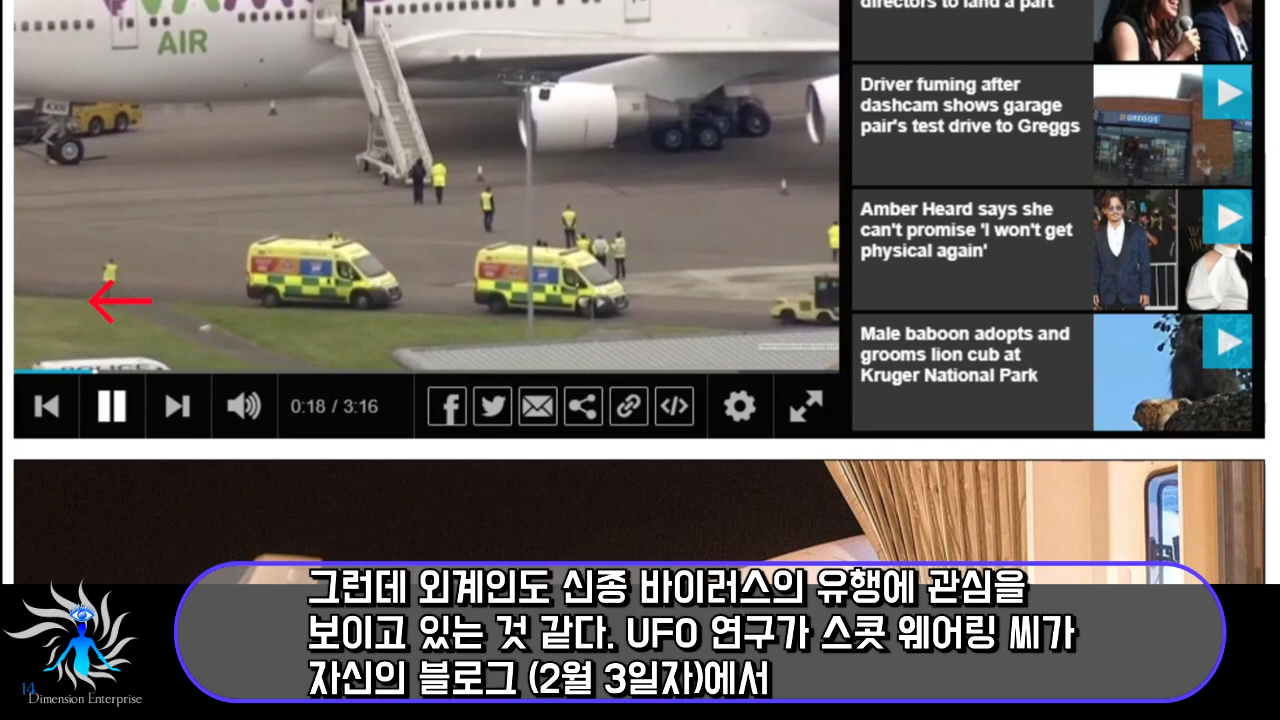 AIR
directors to land a part
Driver fuming after
dashcam shows garage
pair's test drive to Greggs
GREGGS
Amber Heard says she
can't promise 'I won't get
physical again'
Male baboon adopts and
grooms lion cub at
Kruger National Park
0:18 / 3:16
그런데 외계인도 신종 바이러스의 유행에 관심을
보이고 있는 것 같다. UFO 연구가 스콧 웨어링 씨가
자신의 블로그 (2월 3일자)에서
14
Dimension Enterprise